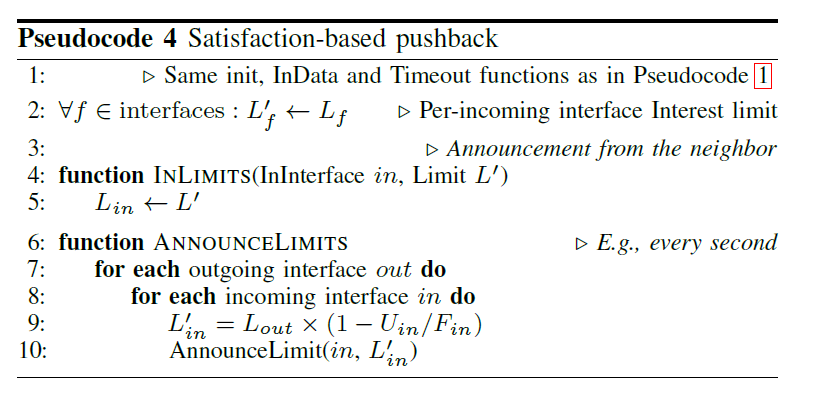 Pseudocode 4 Satisfaction-based pushback
1: ▷ Same init, InData and Timeout functions as in Pseudocode 1
2: ∀f ∈ interfaces : L′_f ← L_f ▷ Per-incoming interface Interest limit
3: ▷ Announcement from the neighbor
4: function INLIMITS(InInterface in, Limit L′)
5: L_in ← L′
6: function ANNOUNCELIMITS ▷ E.g., every second
7: for each outgoing interface out do
8: for each incoming interface in do
9: L′_in = L_out × (1 − U_in/F_in)
10: AnnounceLimit(in, L′_in)